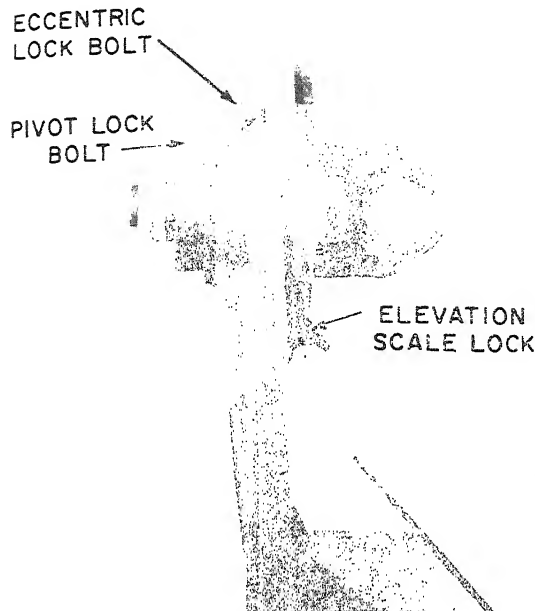 ECCENTRIC
LOCK BOLT
PIVOT LOCK
BOLT
ELEVATION
SCALE LOCK